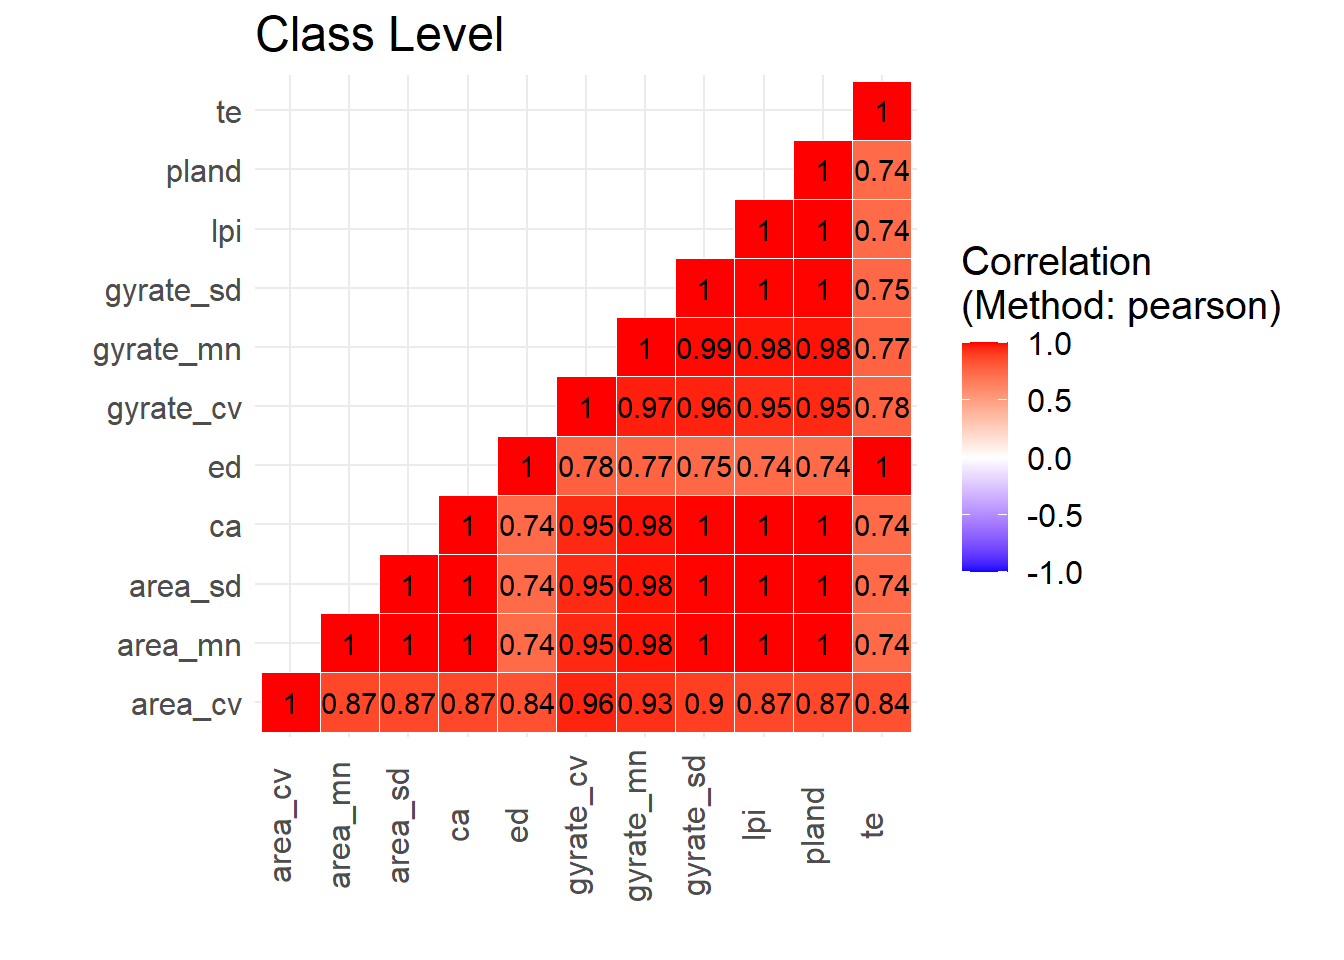 Class Level
te 1
pland 1 0.74
lpi 1 1 0.74
gyrate_sd 1 1 1 0.75
gyrate_mn 1 0.99 0.98 0.98 0.77
gyrate_cv 1 0.97 0.96 0.95 0.95 0.78
ed 1 0.78 0.77 0.75 0.74 0.74 1
ca 1 0.74 0.95 0.98 1 1 1 0.74
area_sd 1 1 0.74 0.95 0.98 1 1 1 0.74
area_mn 1 1 1 0.74 0.95 0.98 1 1 1 0.74
area_cv 1 0.87 0.87 0.87 0.84 0.96 0.93 0.9 0.87 0.87 0.84
area_cv
area_mn
area_sd
ca
ed
gyrate_cv
gyrate_mn
gyrate_sd
lpi
pland
te
Correlation
(Method: pearson)
1.0
0.5
0.0
-0.5
-1.0